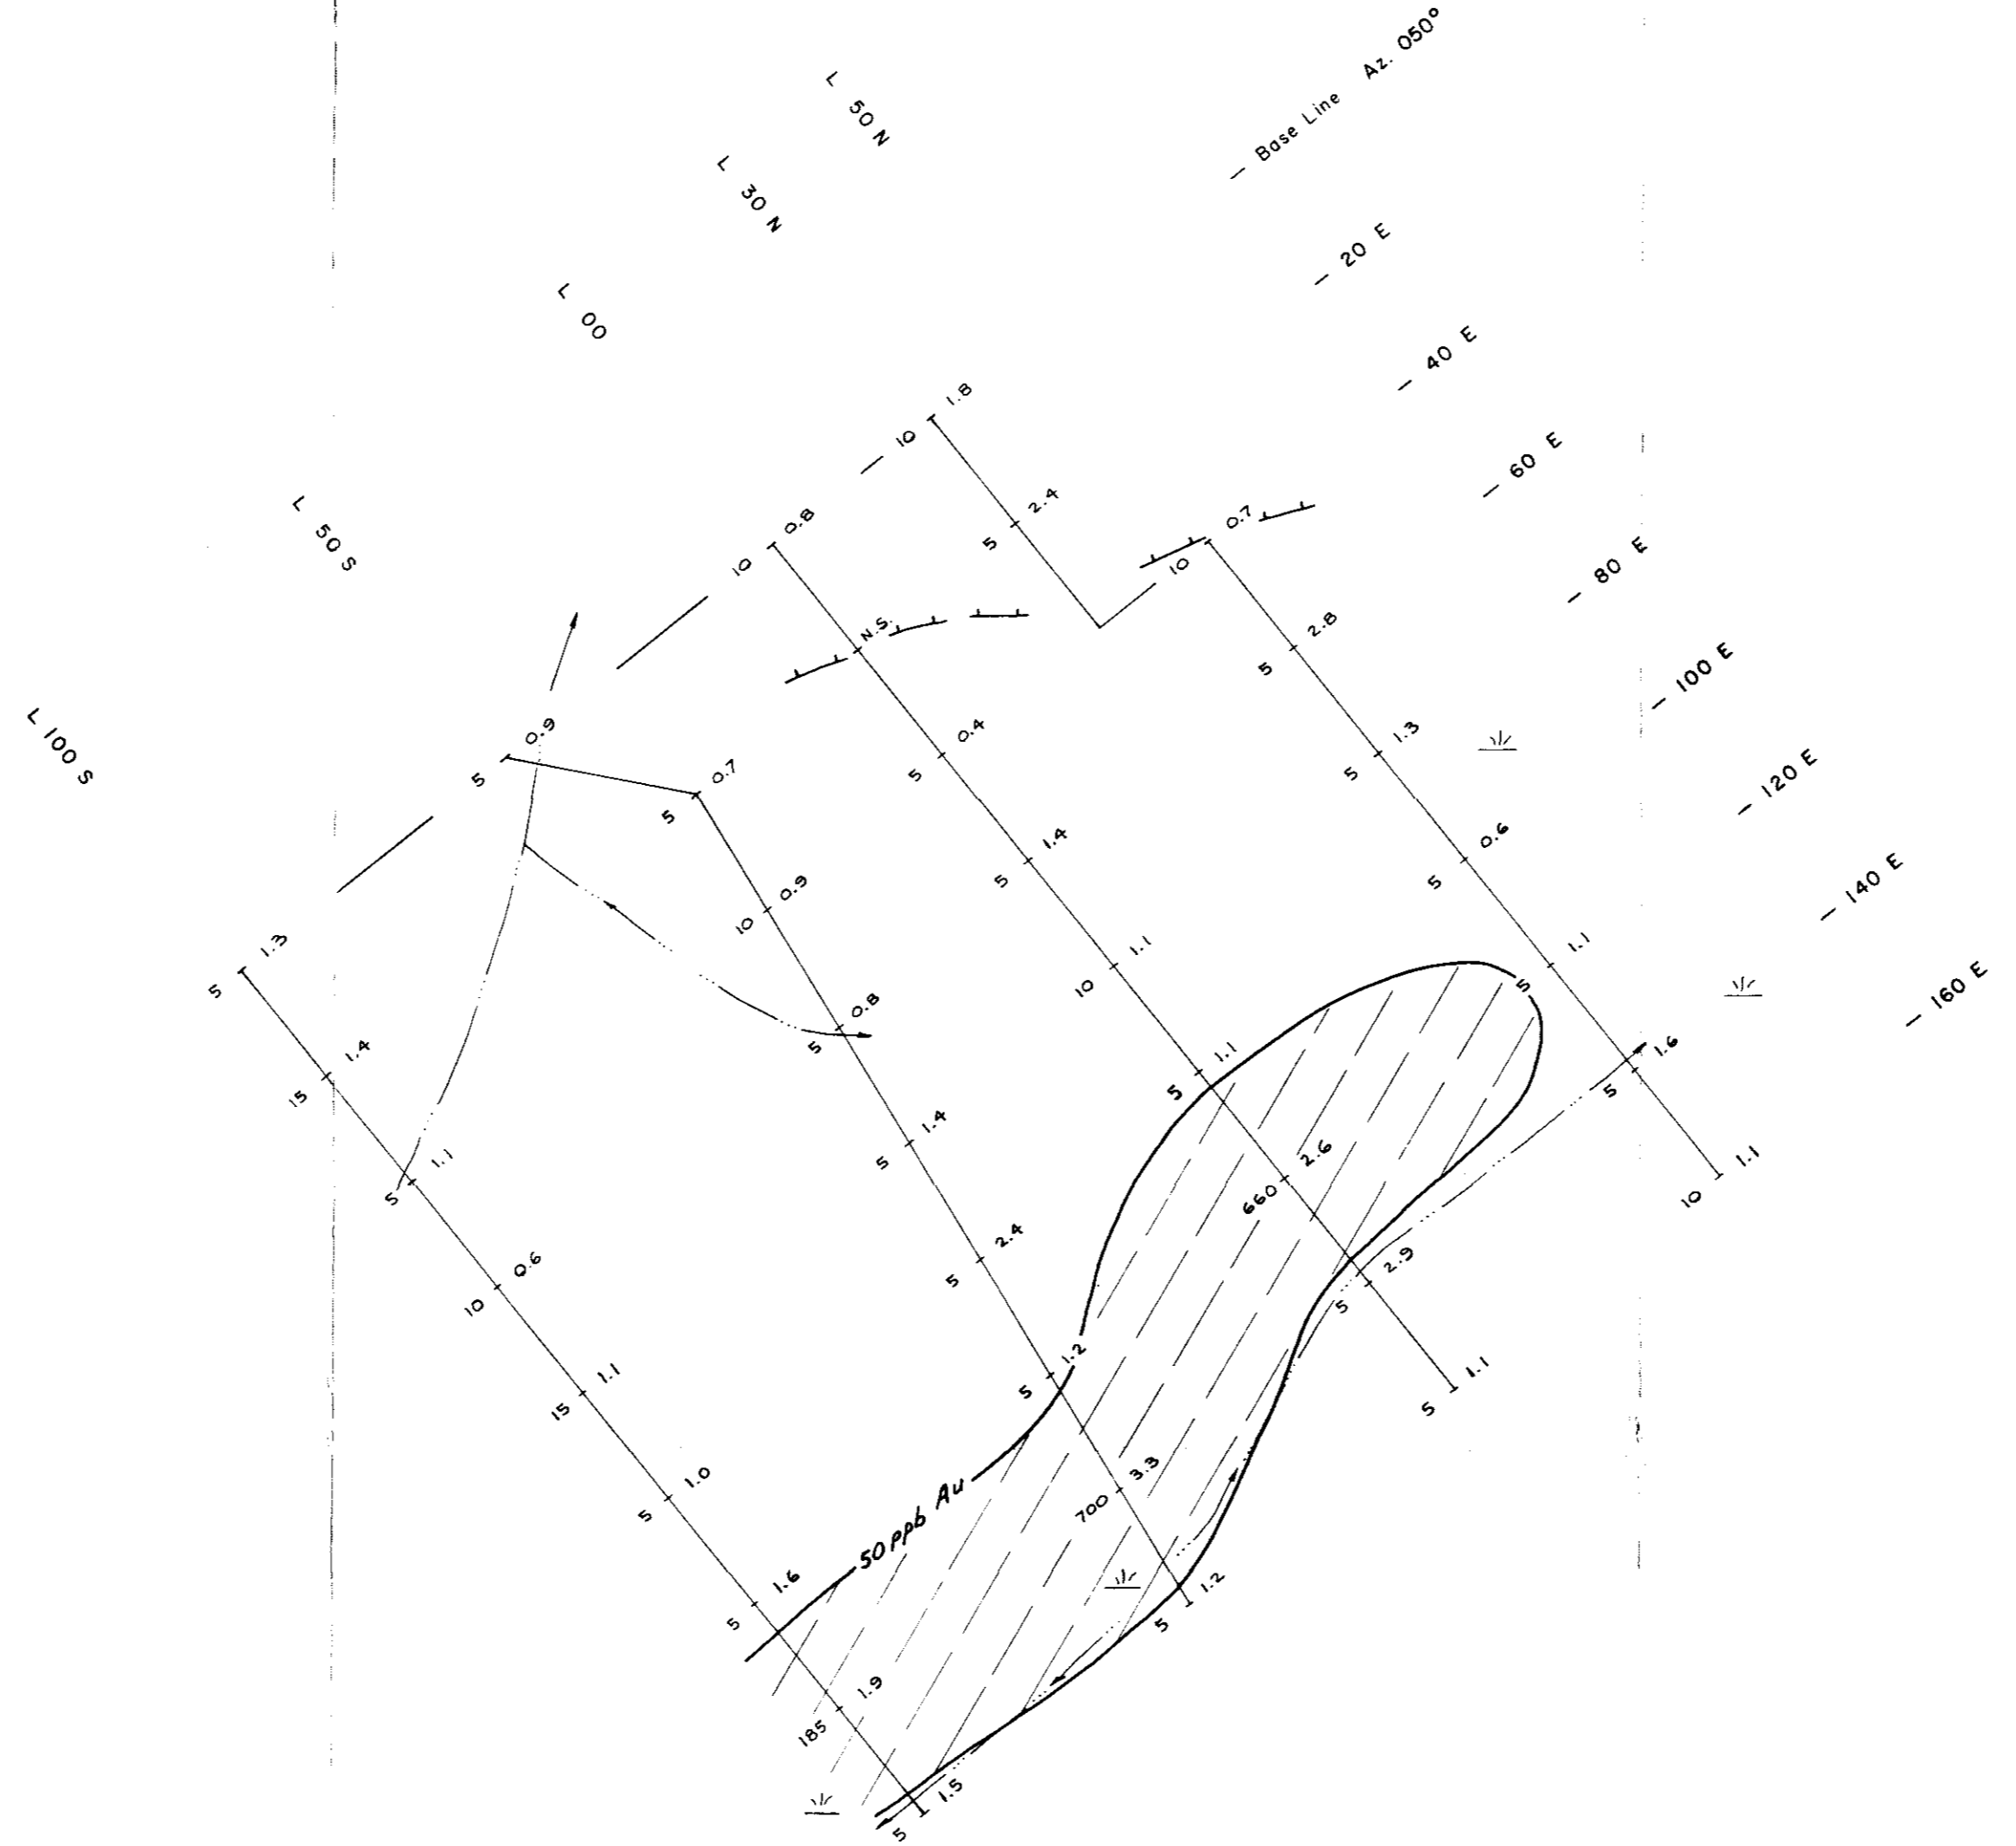 Base Line Az. 050°
20 E
40 E
60 E
80 E
100 E
120 E
140 E
160 E
L 50 N
L 30 N
L 00
L 50 S
L 100 S
10 1.8
5 2.4
10
10 0.7
5 2.8
5 1.3
5 0.6
5 1.1
5 1.6
10 1.1
10 0.8
N.S.
5 0.4
5 1.4
10 1.1
5 1.1
660 2.6
5 2.9
5 1.1
5 0.9
5 0.7
10 0.9
5 0.8
5 1.4
5 2.4
5 1.2
700 3.3
5 1.2
5 1.3
15 1.4
5 1.1
10 0.6
15 1.1
5 1.0
5 1.6
185 1.9
5 1.5
50 ppb Au
5